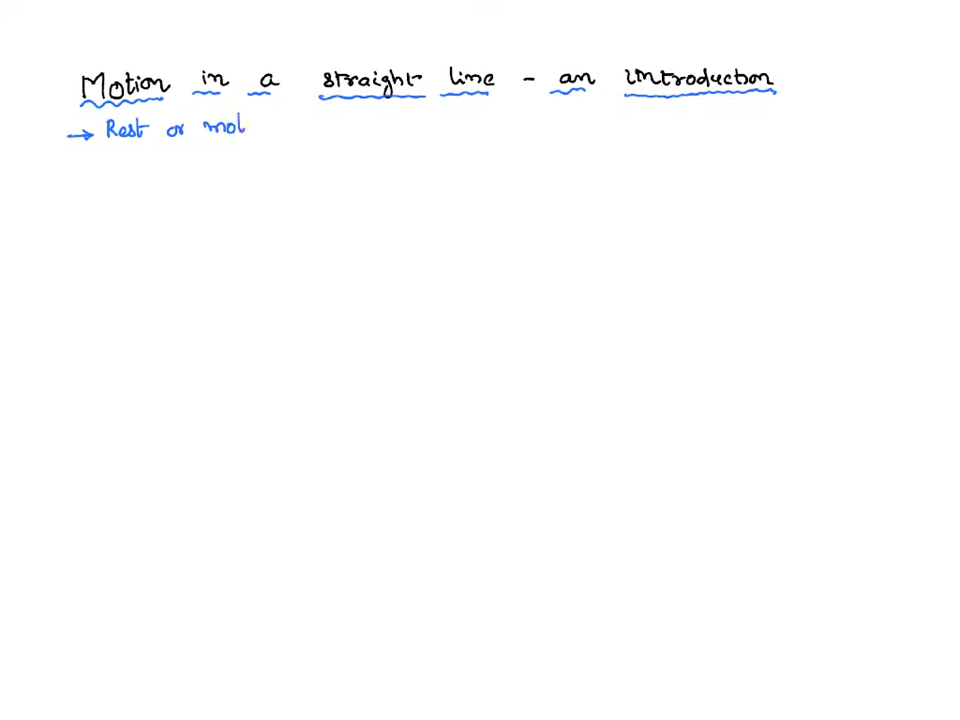 Motion in a straight line - an introduction
→ Rest or mot